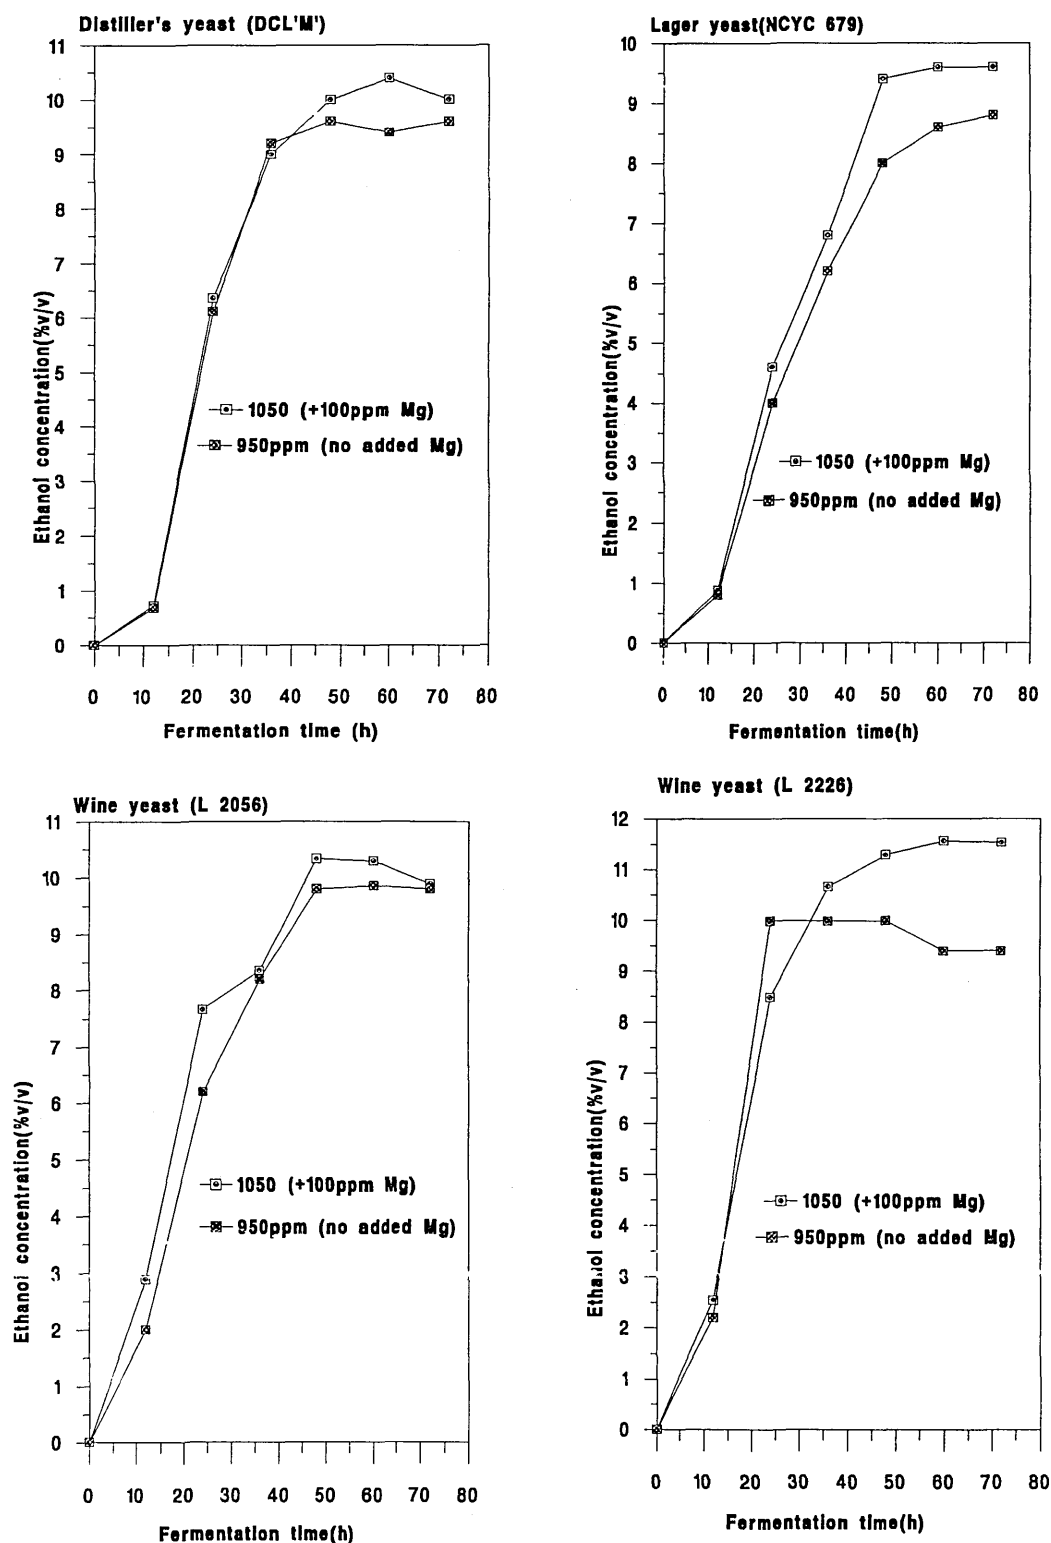 Distiller's yeast (DCL'M')
11
10
9
8
7
6
5
4
3
2
1
0
Ethanol concentration(%v/v)
1050 (+100ppm Mg)
950ppm (no added Mg)
0 10 20 30 40 50 60 70 80
Fermentation time (h)
Lager yeast(NCYC 679)
10
9
8
7
6
5
4
3
2
1
0
Ethanol concentration(%v/v)
1050 (+100ppm Mg)
950ppm (no added Mg)
0 10 20 30 40 50 60 70 80
Fermentation time(h)
Wine yeast (L 2056)
11
10
9
8
7
6
5
4
3
2
1
0
Ethanol concentration(%v/v)
1050 (+100ppm Mg)
950ppm (no added Mg)
0 10 20 30 40 50 60 70 80
Fermentation time(h)
Wine yeast (L 2226)
12
11
10
9
8
7
6
5
4
3
2
1
0
Ethanol concentration(%v/v)
1050 (+100ppm Mg)
950ppm (no added Mg)
0 10 20 30 40 50 60 70 80
Fermentation time(h)